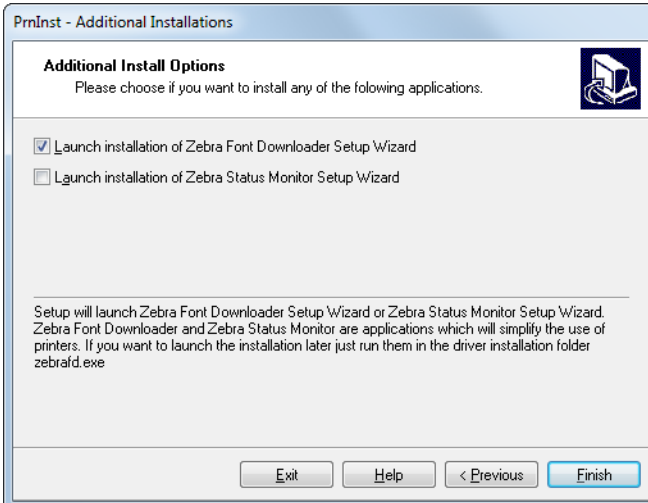 PrnInst - Additional Installations
Additional Install Options
Please choose if you want to install any of the folowing applications.
Launch installation of Zebra Font Downloader Setup Wizard
Launch installation of Zebra Status Monitor Setup Wizard
Setup will launch Zebra Font Downloader Setup Wizard or Zebra Status Monitor Setup Wizard.
Zebra Font Downloader and Zebra Status Monitor are applications which will simplify the use of
printers. If you want to launch the installation later just run them in the driver installation folder
zebrafd.exe
Exit
Help
< Previous
Finish